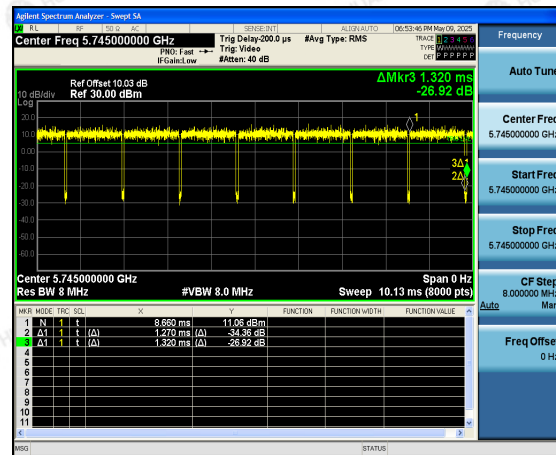 Agilent Spectrum Analyzer - Swept SA
RL RF 50 Ω AC SENSE:INT ALIGN AUTO 06:53:46 PM May 09, 2025
Center Freq 5.745000000 GHz
PNO: Fast
IFGain:Low
Trig Delay-200.0 µs
Trig: Video
#Atten: 40 dB
#Avg Type: RMS
TRACE 1 2 3 4 5 6
TYPE WWWWWW
DET P P P P P P
Ref Offset 10.03 dB
Ref 30.00 dBm
ΔMkr3 1.320 ms
-26.92 dB
10 dB/div
Log
20.0
10.0
0.00
-10.0
-20.0
-30.0
-40.0
-50.0
-60.0
1
3Δ1
2Δ
Center 5.745000000 GHz
Span 0 Hz
Res BW 8 MHz
#VBW 8.0 MHz
Sweep 10.13 ms (8000 pts)
MKR MODE TRC SCL X Y FUNCTION FUNCTION WIDTH FUNCTION VALUE
1 N 1 t 8.660 ms 11.06 dBm
2 Δ1 1 t (Δ) 1.270 ms (Δ) -34.36 dB
3 Δ1 1 t (Δ) 1.320 ms (Δ) -26.92 dB
4
5
6
7
8
9
10
11
MSG STATUS
Frequency
Auto Tune
Center Freq
5.745000000 GHz
Start Freq
5.745000000 GHz
Stop Freq
5.745000000 GHz
CF Step
8.000000 MHz
Auto Man
Freq Offset
0 Hz